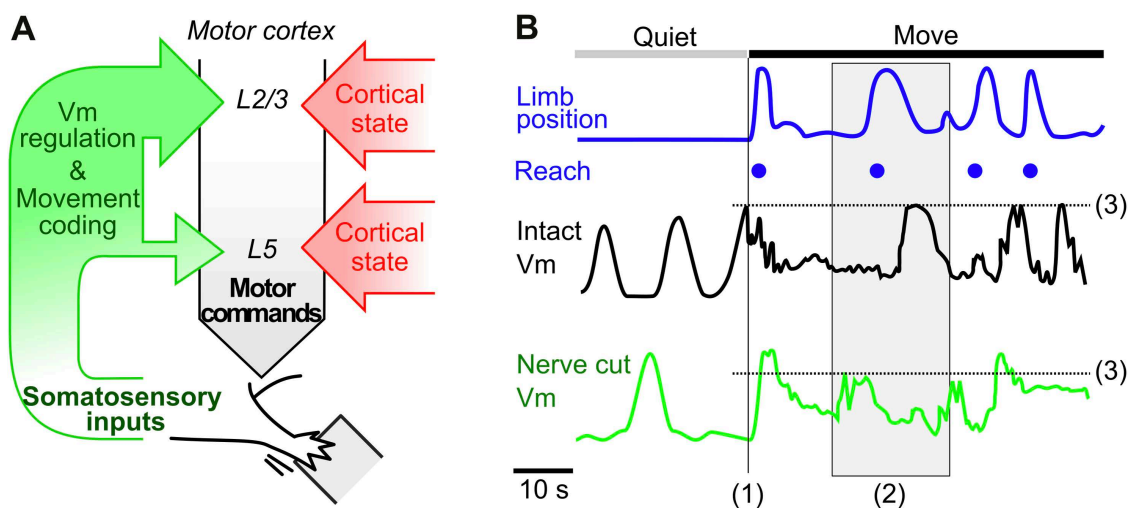 A
Motor cortex
L2/3
Cortical
state
Vm
regulation
&
Movement
coding
L5
Cortical
state
Motor
commands
Somatosensory
inputs
B
Quiet
Move
Limb
position
Reach
(3)
Intact
Vm
Nerve cut
Vm
(3)
10 s
(1)
(2)